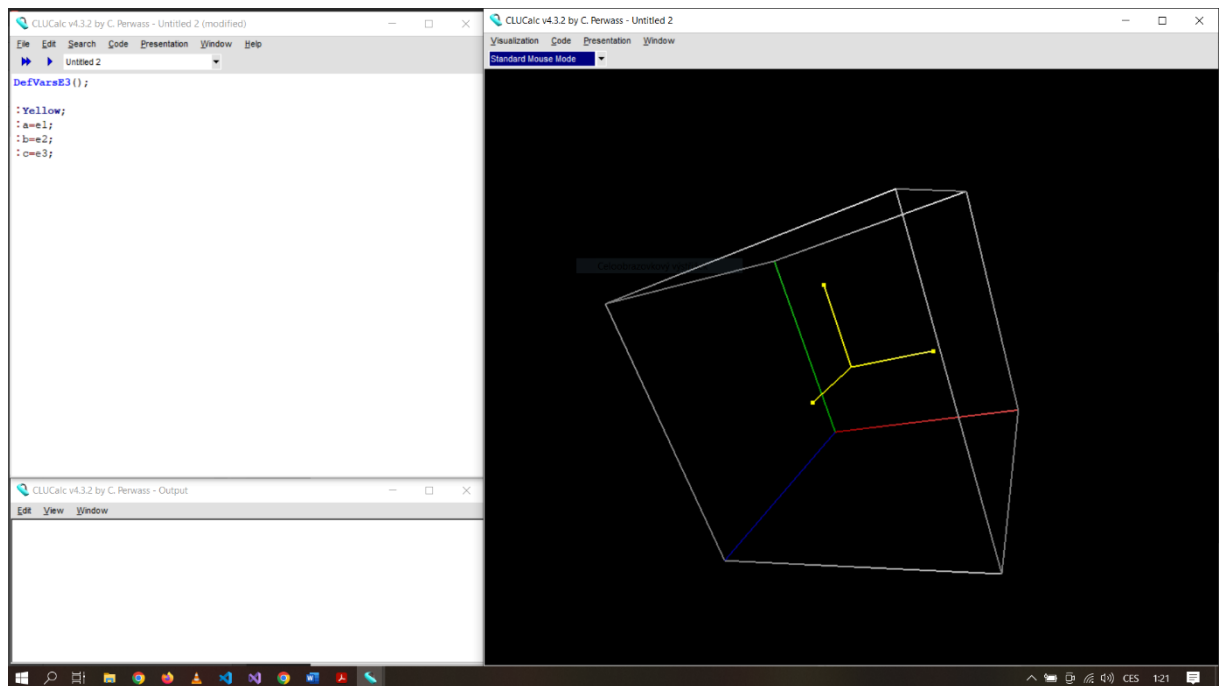 CLUCalc v4.3.2 by C. Perwass - Untitled 2 (modified)
File Edit Search Code Presentation Window Help
Untitled 2
DefVarsE3();
:Yellow;
:a=e1;
:b=e2;
:c=e3;
CLUCalc v4.3.2 by C. Perwass - Output
Edit View Window
CLUCalc v4.3.2 by C. Perwass - Untitled 2
Visualization Code Presentation Window
Standard Mouse Mode
CES 1:21